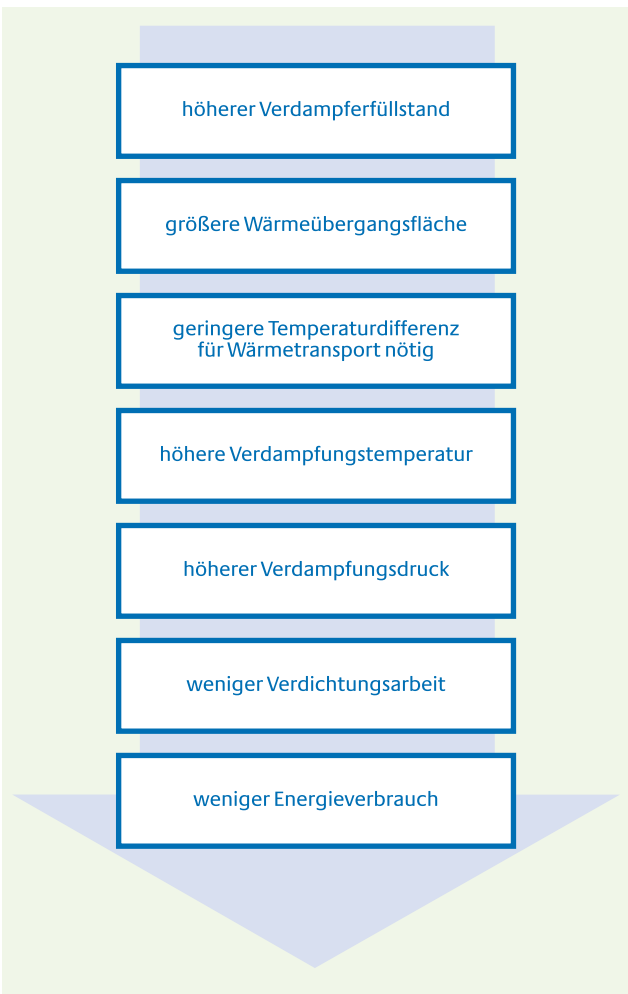 höherer Verdampferfüllstand
größere Wärmeübergangsfläche
geringere Temperaturdifferenz
für Wärmetransport nötig
höhere Verdampfungstemperatur
höherer Verdampfungsdruck
weniger Verdichtungsarbeit
weniger Energieverbrauch